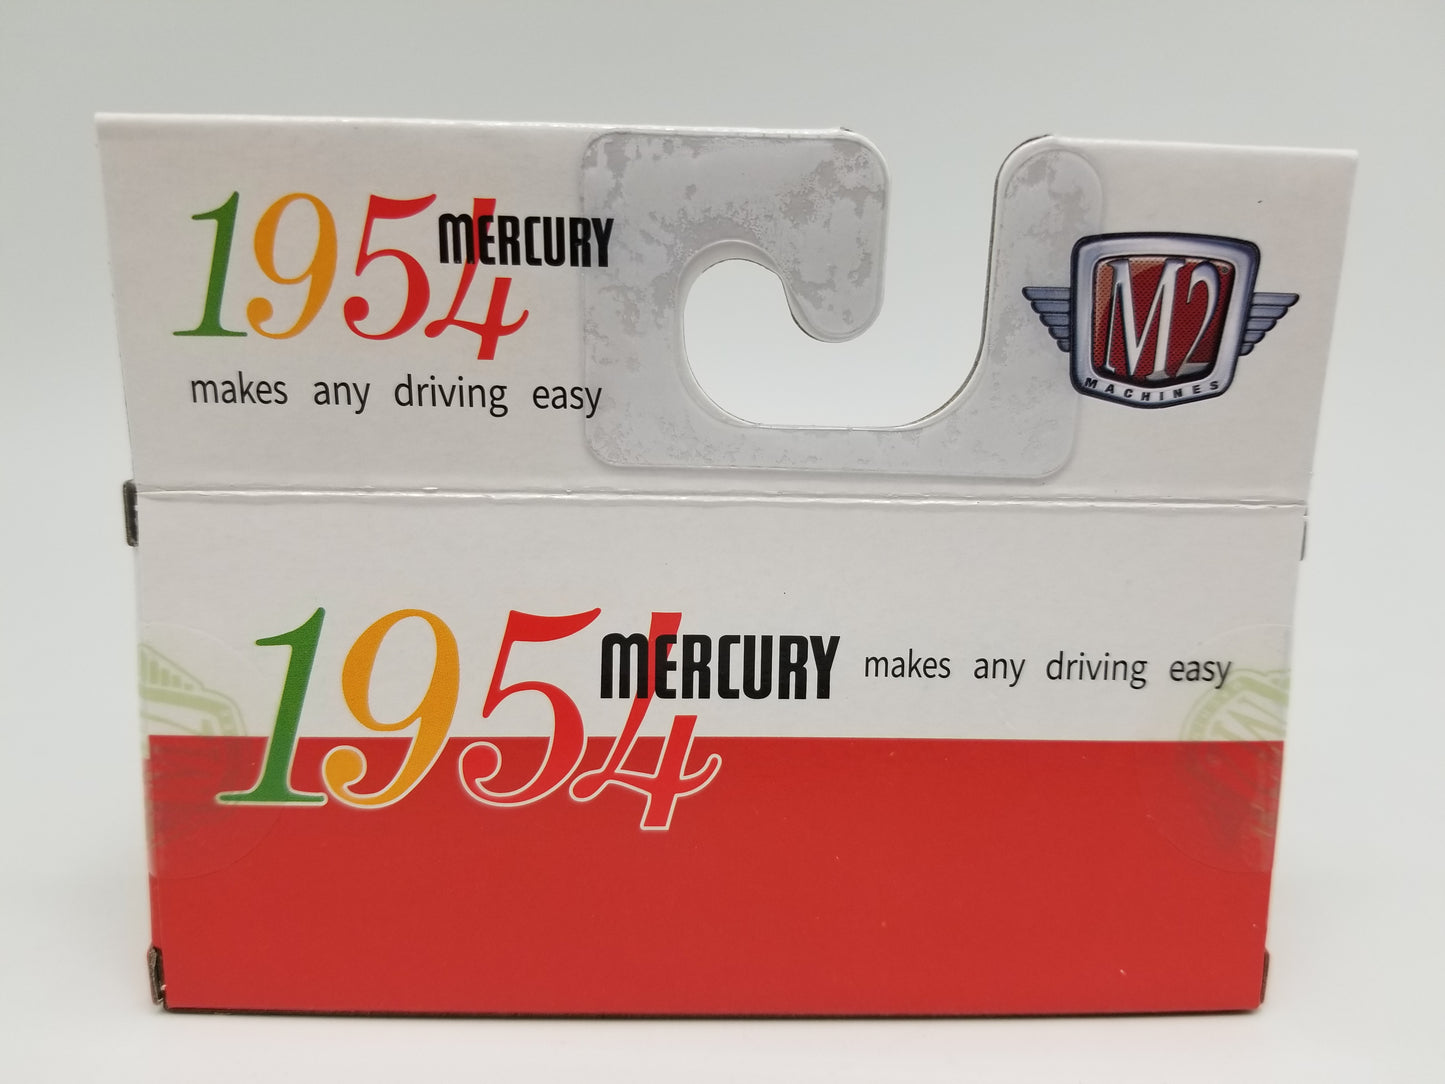 1954 MERCURY
makes any driving easy
M2
MACHINES
1954 MERCURY makes any driving easy